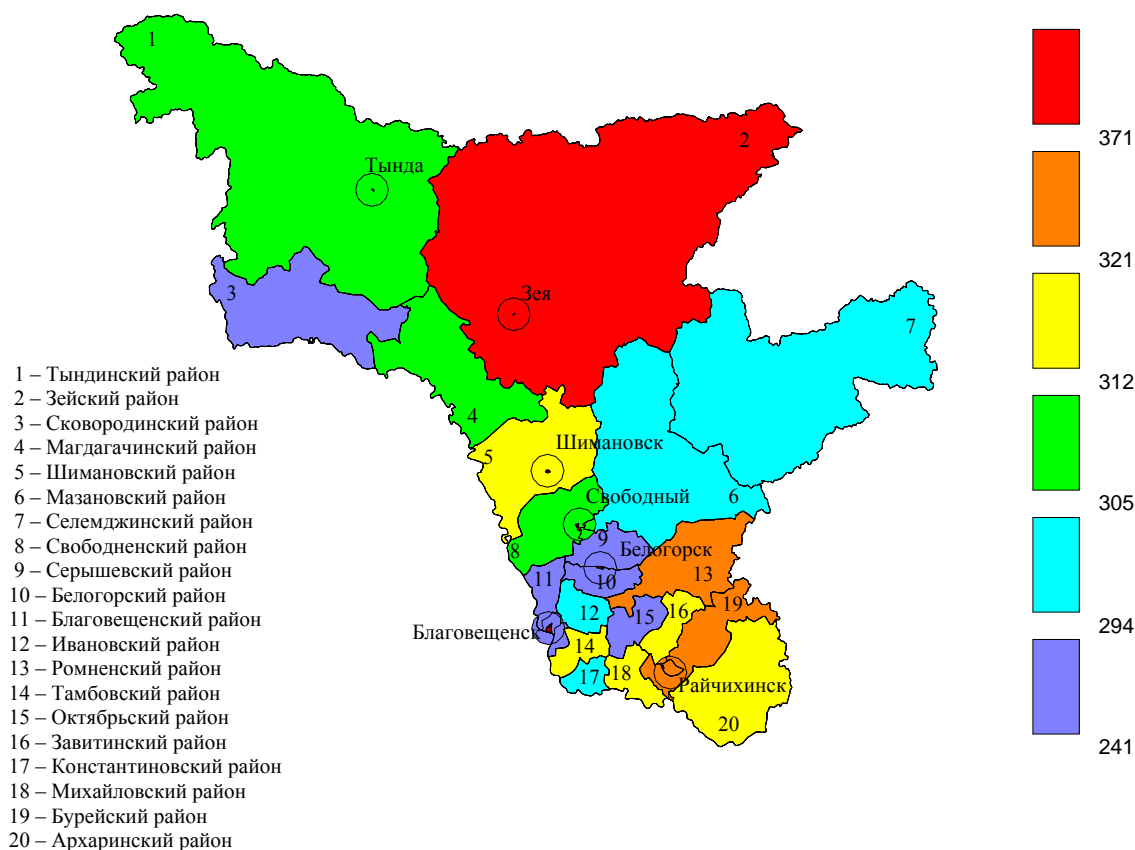 1
2
Тында
371
3
Зея
321
7
312
1 – Тындинский район
2 – Зейский район
3 – Сковородинский район
4 – Магдагачинский район
5 – Шимановский район
6 – Мазановский район
7 – Селемджинский район
8 – Свободненский район
9 – Серышевский район
10 – Белогорский район
11 – Благовещенский район
12 – Ивановский район
13 – Ромненский район
14 – Тамбовский район
15 – Октябрьский район
16 – Завитинский район
17 – Константиновский район
18 – Михайловский район
19 – Бурейский район
20 – Архаринский район
4
Шимановск
5
Свободный
6
305
9
8
Белогорск
11
10
13
12
15
16
19
294
Благовещенск
14
17
18
Райчихинск
20
241